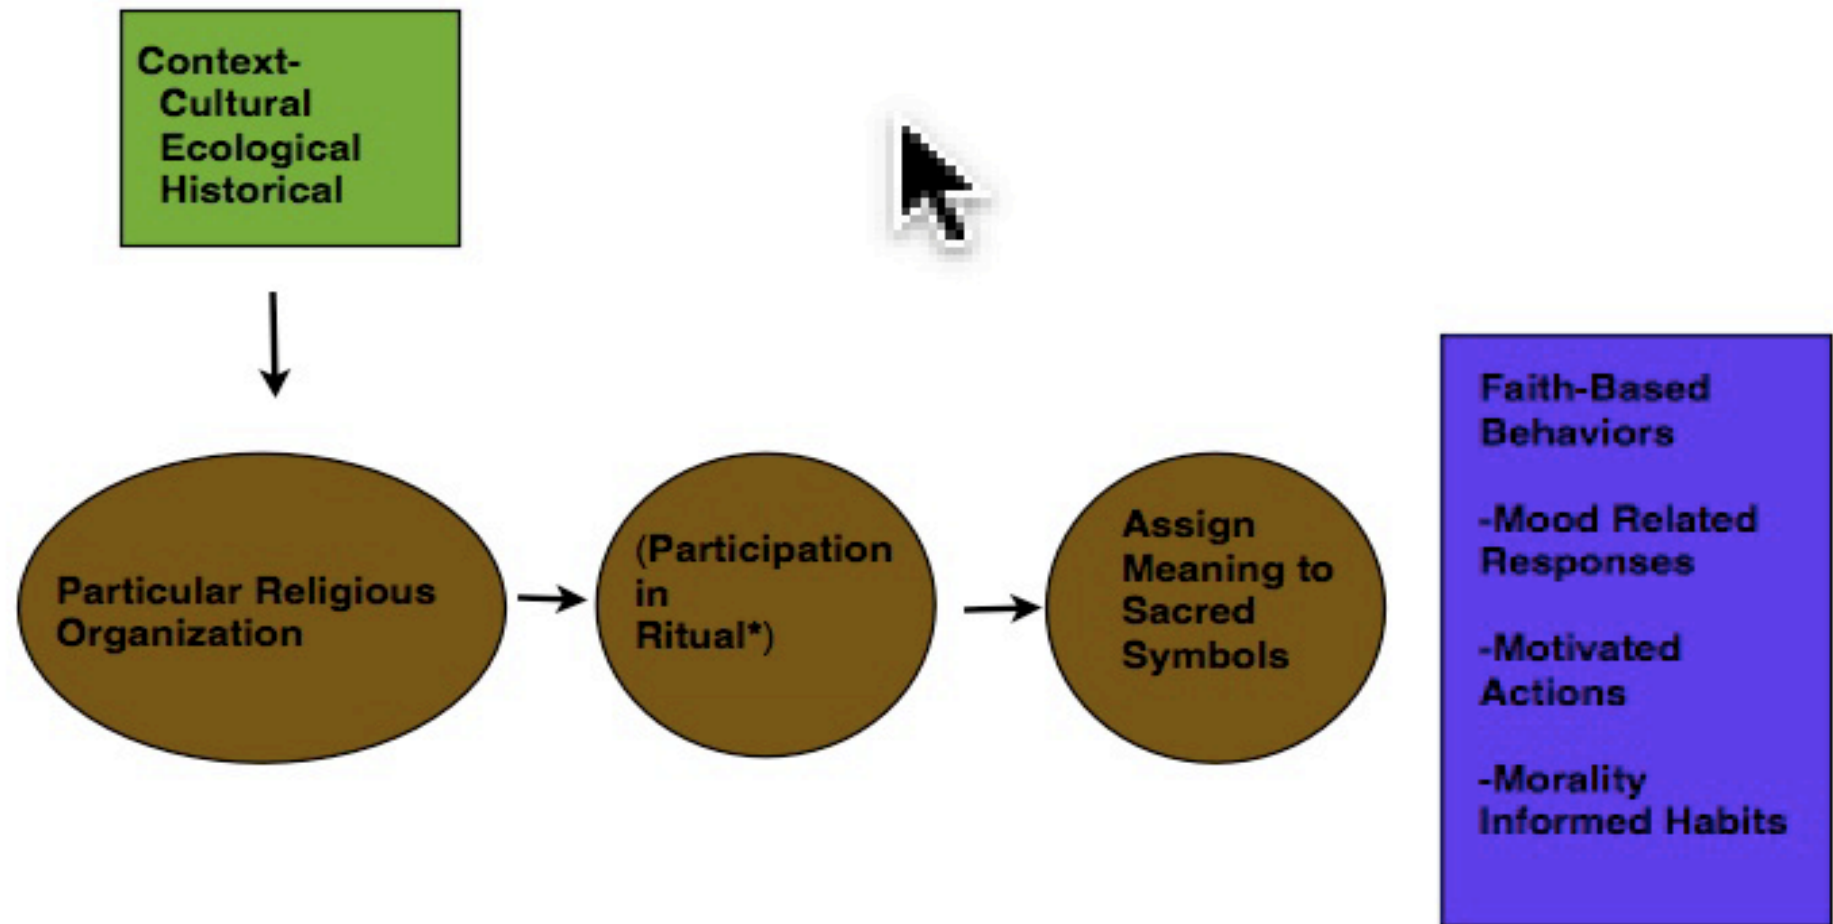 Context-
Cultural
Ecological
Historical
Particular Religious
Organization
(Participation
in
Ritual*)
Assign
Meaning to
Sacred
Symbols
Faith-Based
Behaviors
-Mood Related
Responses
-Motivated
Actions
-Morality
Informed Habits